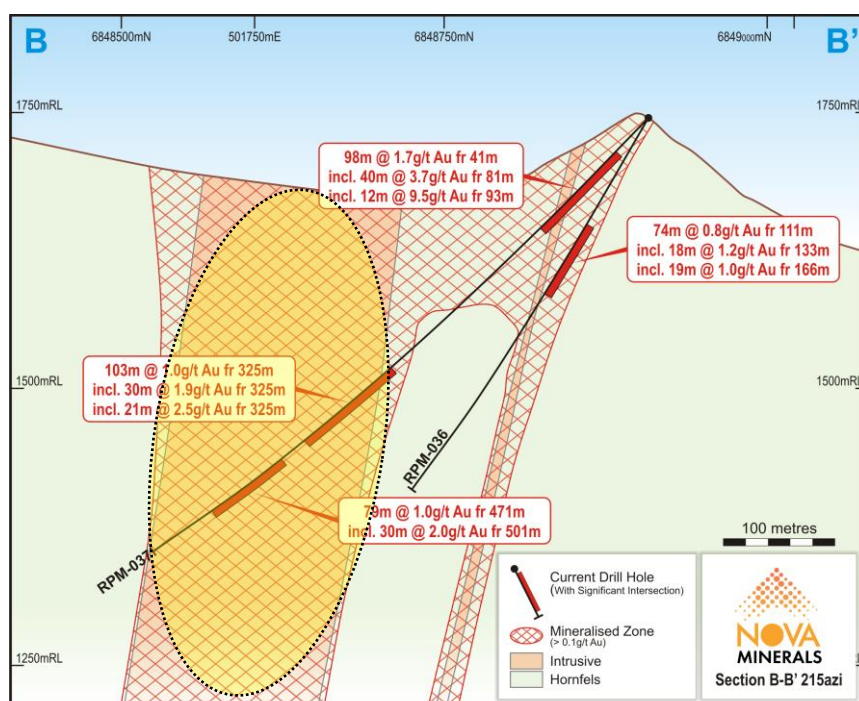 B
B'
6848500mN
501750mE
6848750mN
6849000mN
1750mRL
1750mRL
98m @ 1.7g/t Au fr 41m
incl. 40m @ 3.7g/t Au fr 81m
incl. 12m @ 9.5g/t Au fr 93m
74m @ 0.8g/t Au fr 111m
incl. 18m @ 1.2g/t Au fr 133m
incl. 19m @ 1.0g/t Au fr 166m
103m @ 1.0g/t Au fr 325m
incl. 30m @ 1.9g/t Au fr 325m
incl. 21m @ 2.5g/t Au fr 325m
1500mRL
1500mRL
RPM-036
79m @ 1.0g/t Au fr 471m
incl. 30m @ 2.0g/t Au fr 501m
RPM-037
100 metres
Current Drill Hole
(With Significant Intersection)
Mineralised Zone
(> 0.1g/t Au)
Intrusive
Hornfels
NOVA
MINERALS
Section B-B' 215azi
1250mRL